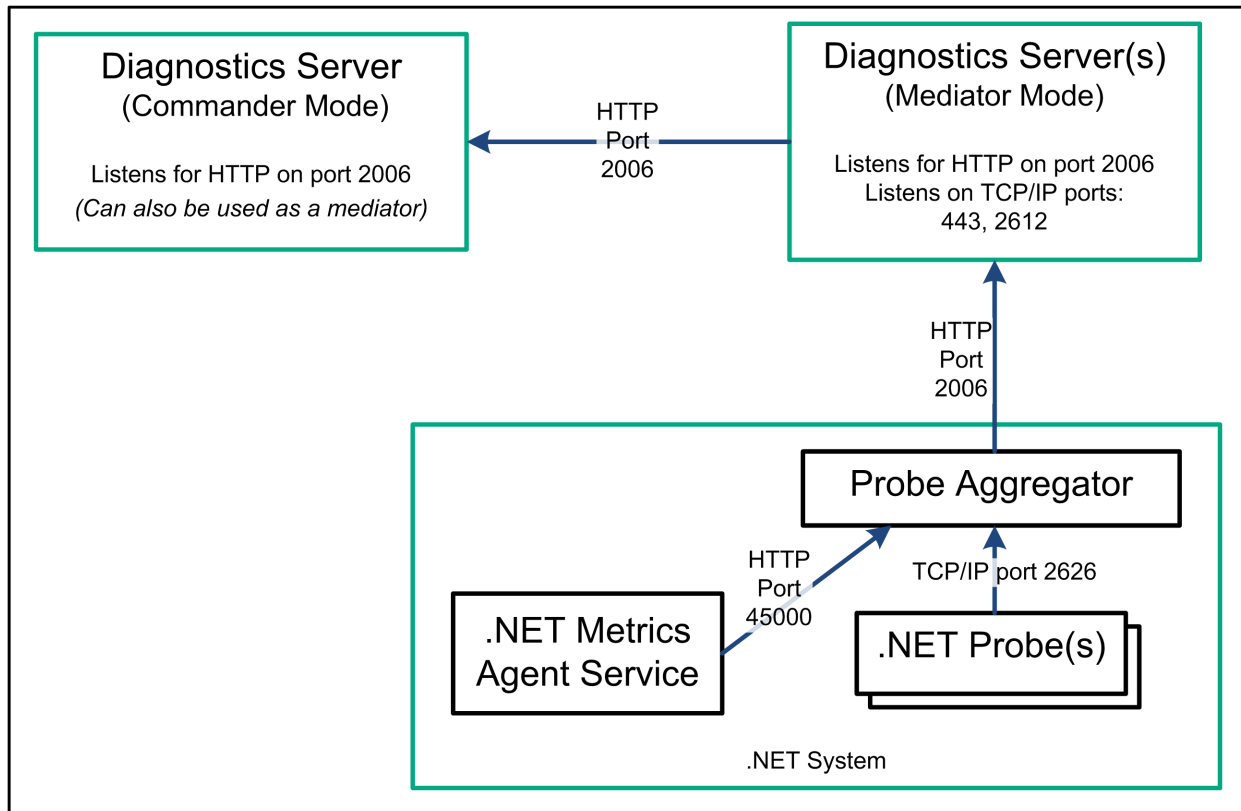 Diagnostics Server
(Commander Mode)
Listens for HTTP on port 2006
(Can also be used as a mediator)
HTTP
Port
2006
Diagnostics Server(s)
(Mediator Mode)
Listens for HTTP on port 2006
Listens on TCP/IP ports:
443, 2612
HTTP
Port
2006
Probe Aggregator
HTTP
Port
45000
TCP/IP port 2626
.NET Metrics
Agent Service
.NET Probe(s)
.NET System